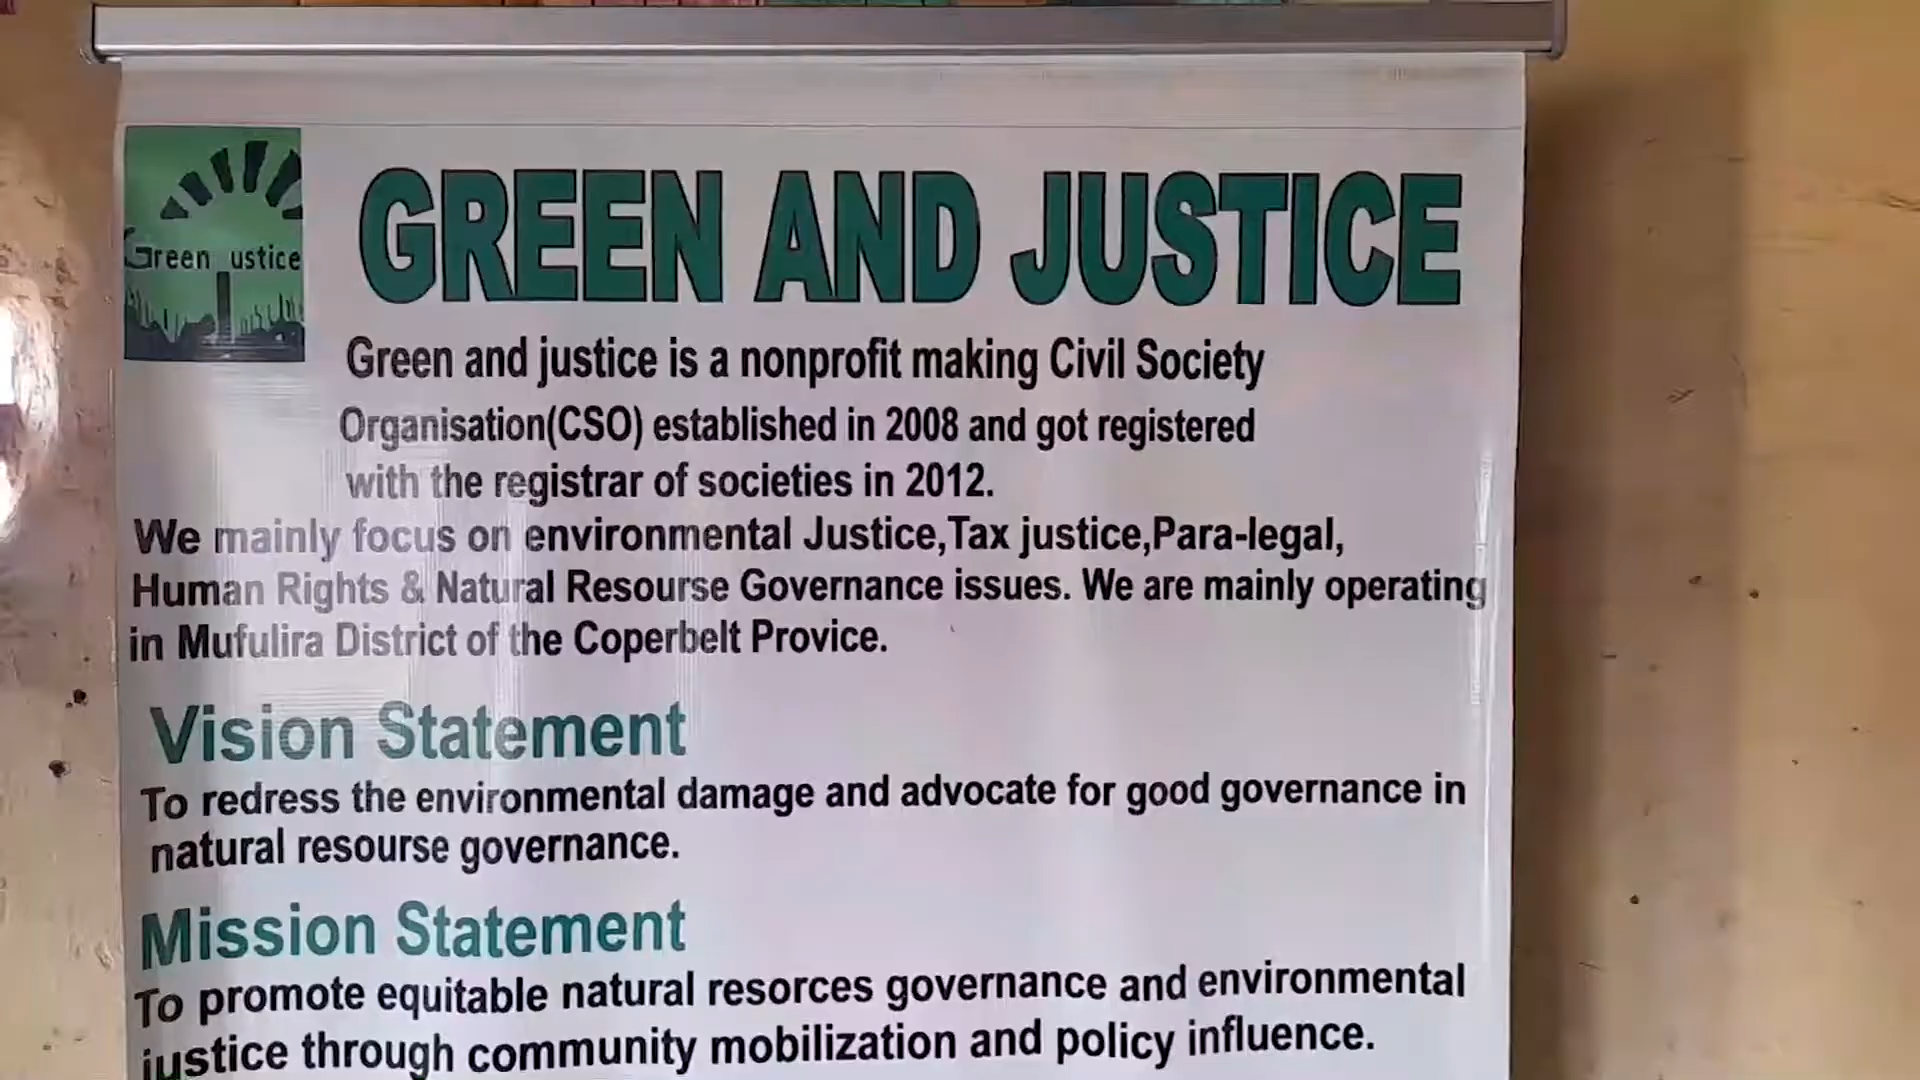 Green Justice
GREEN AND JUSTICE
Green and justice is a nonprofit making Civil Society
Organisation(CSO) established in 2008 and got registered
with the registrar of societies in 2012.
We mainly focus on environmental Justice,Tax justice,Para-legal,
Human Rights & Natural Resourse Governance issues. We are mainly operating
in Mufulira District of the Coperbelt Provice.
Vision Statement
To redress the environmental damage and advocate for good governance in
natural resourse governance.
Mission Statement
To promote equitable natural resorces governance and environmental
justice through community mobilization and policy influence.